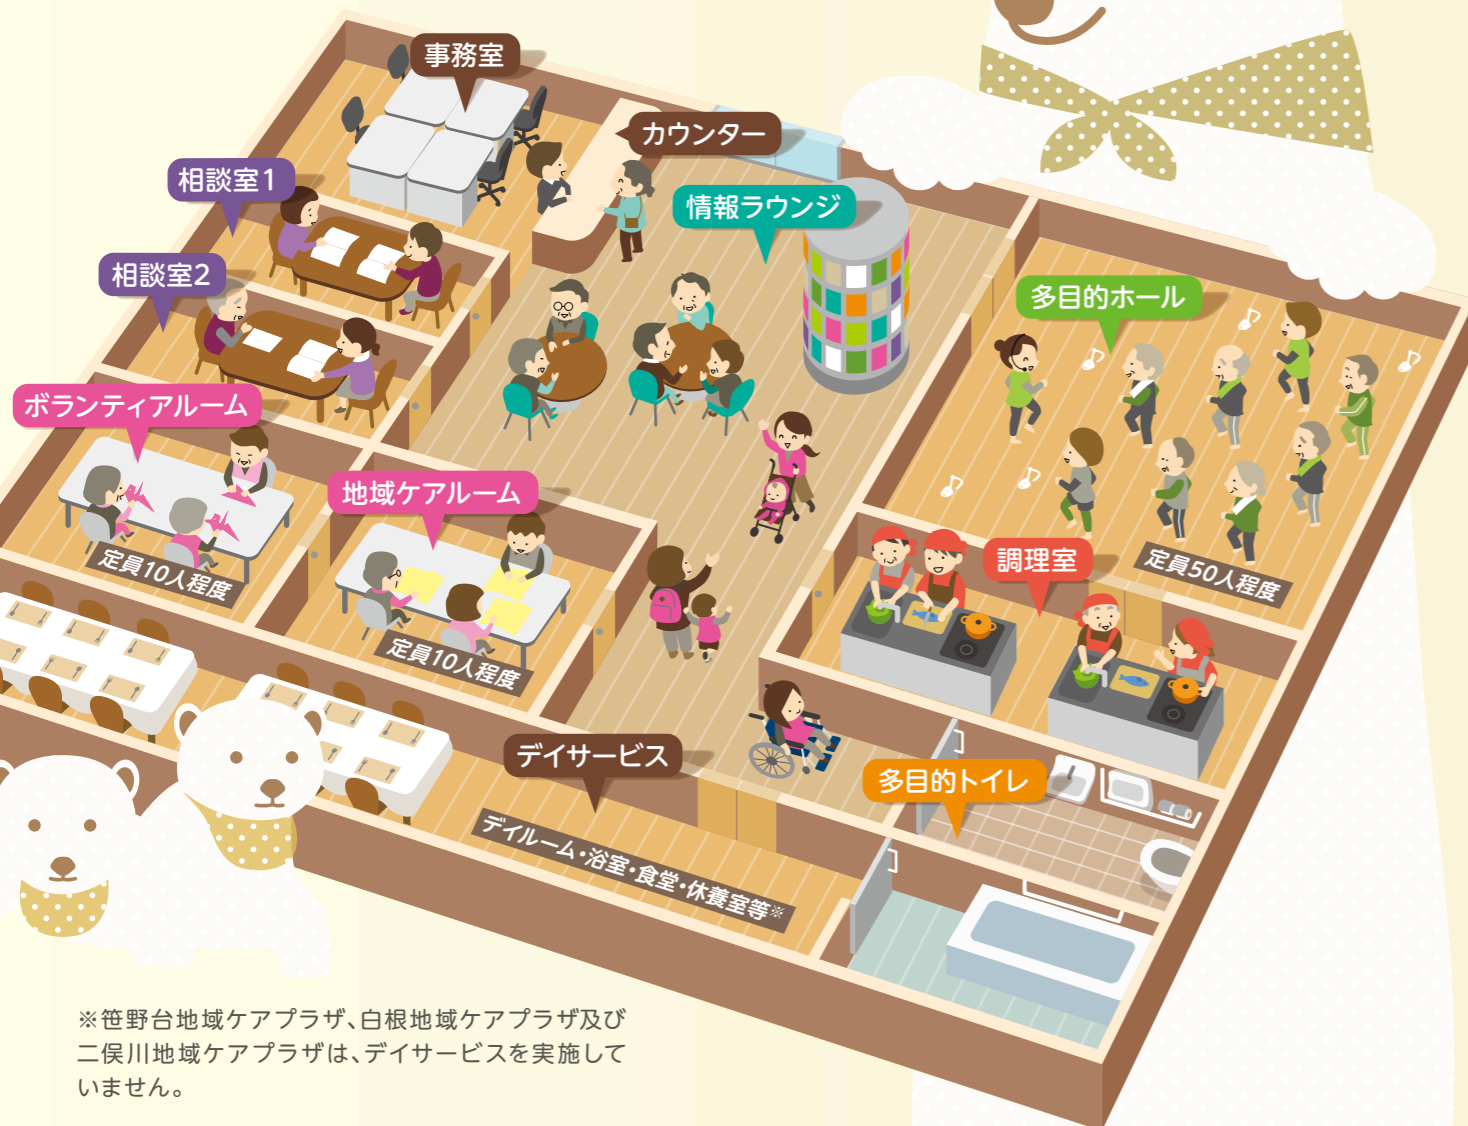 事務室
カウンター
相談室1
情報ラウンジ
相談室2
多目的ホール
ボランティアルーム
地域ケアルーム
定員10人程度
定員50人程度
調理室
定員10人程度
デイサービス
多目的トイレ
デイルーム・浴室・食堂・休養室等※
※笹野台地域ケアプラザ、白根地域ケアプラザ及び
二俣川地域ケアプラザは、デイサービスを実施して
いません。